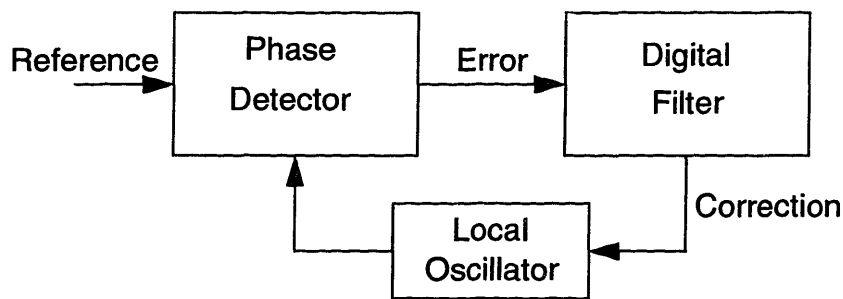 Reference
Phase
Detector
Error
Digital
Filter
Correction
Local
Oscillator